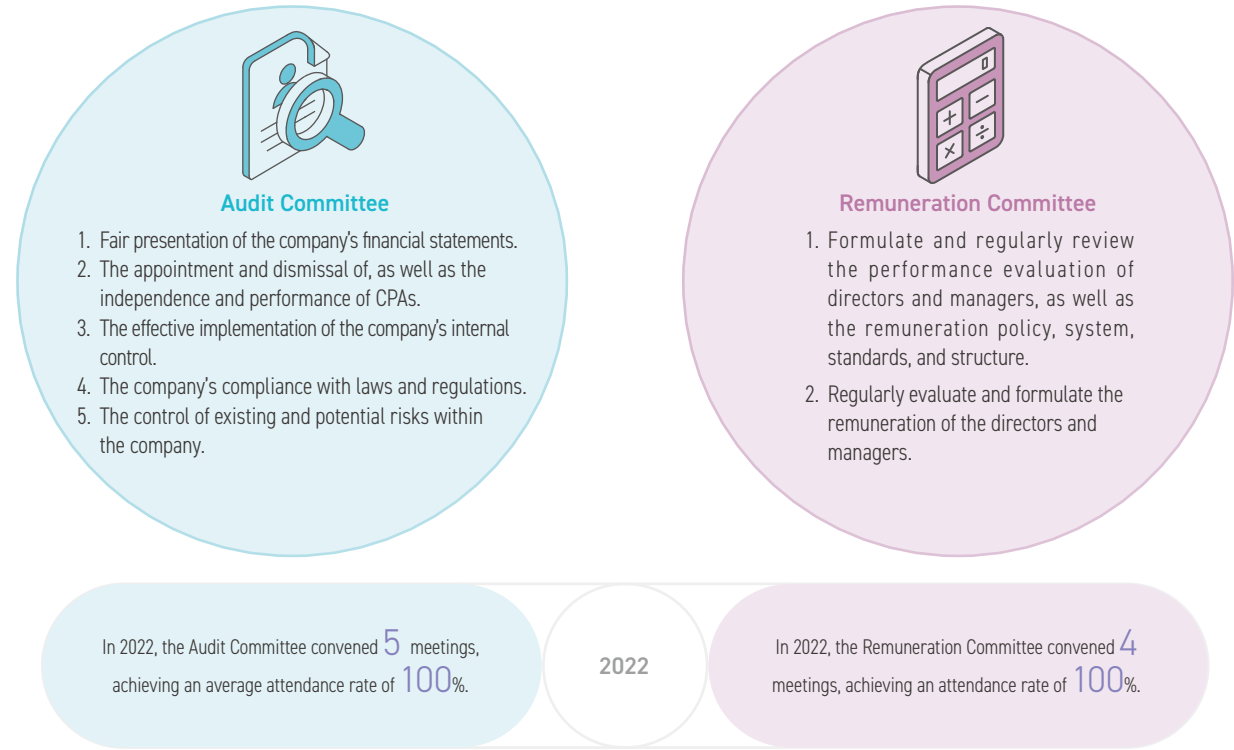 Audit Committee
1. Fair presentation of the company's financial statements.
2. The appointment and dismissal of, as well as the
independence and performance of CPAs.
3. The effective implementation of the company's internal
control.
4. The company's compliance with laws and regulations.
5. The control of existing and potential risks within
the company.
0
+
−
×
÷
Remuneration Committee
1. Formulate and regularly review
the performance evaluation of
directors and managers, as well as
the remuneration policy, system,
standards, and structure.
2. Regularly evaluate and formulate the
remuneration of the directors and
managers.
In 2022, the Audit Committee convened 5 meetings,
achieving an average attendance rate of 100%.
2022
In 2022, the Remuneration Committee convened 4
meetings, achieving an attendance rate of 100%.